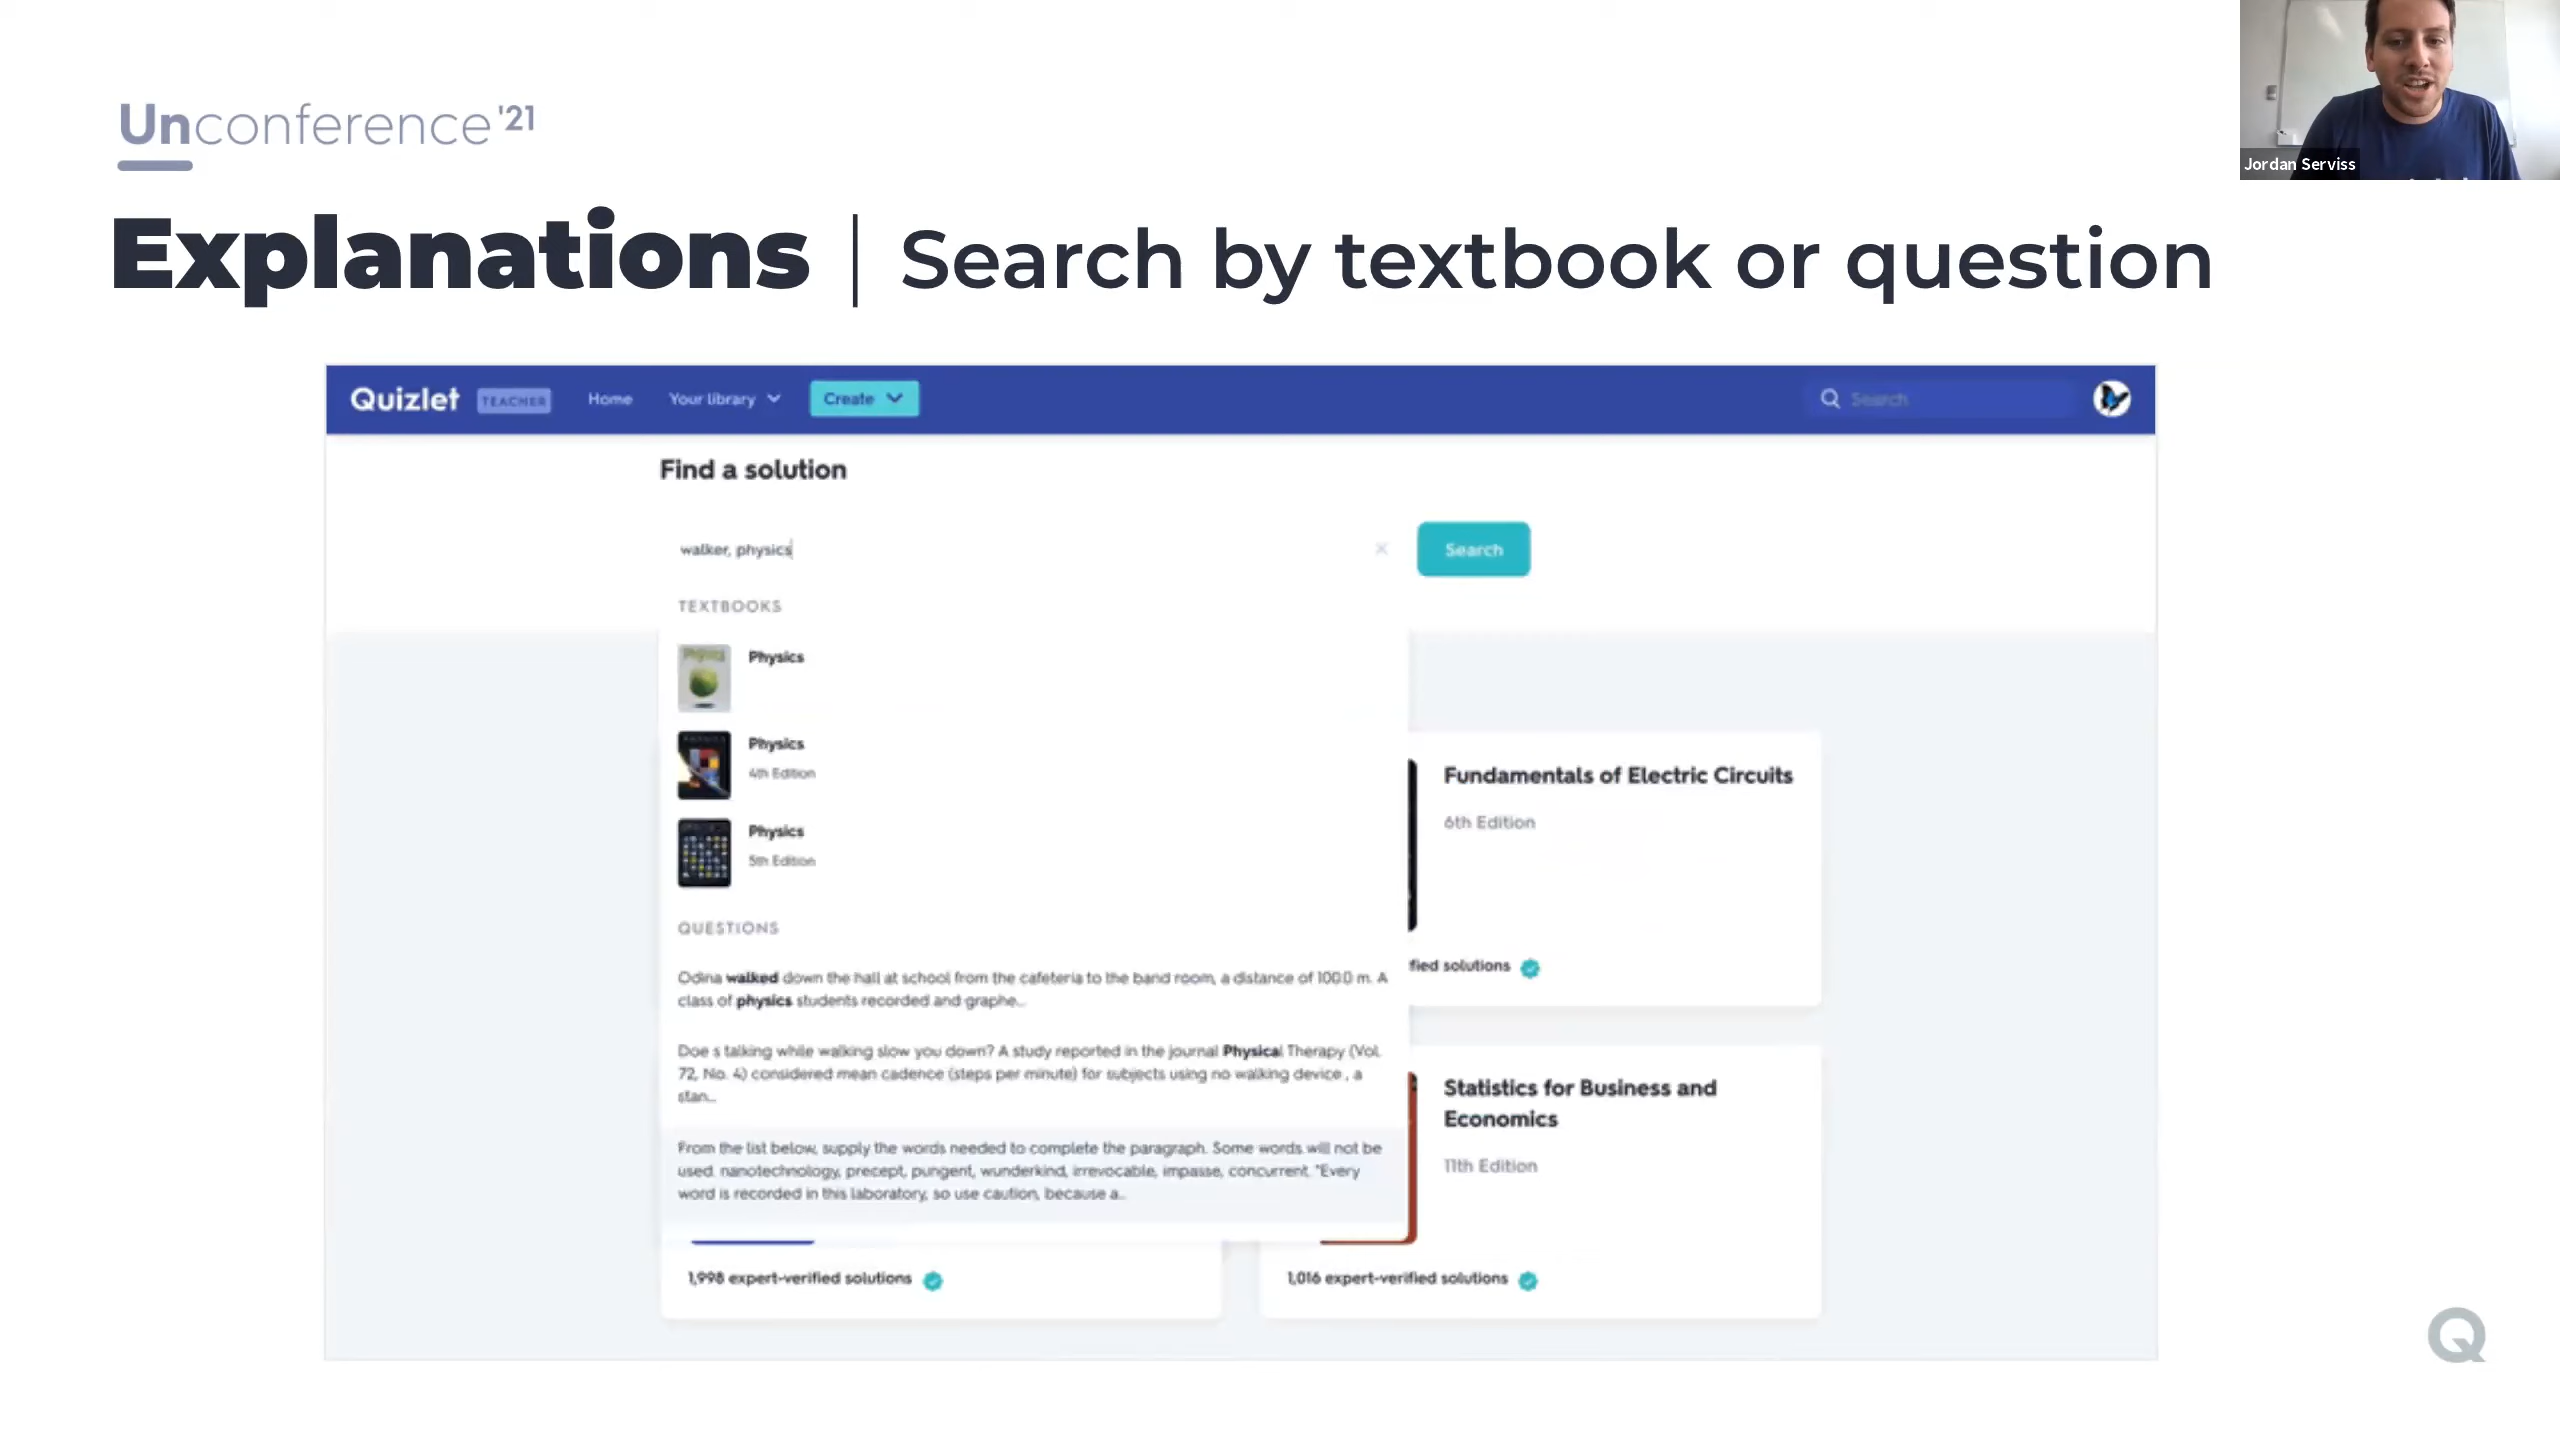 Unconference '21
Jordan Serviss
Explanations | Search by textbook or question
Quizlet TEACHER Home Your library Create Search
Find a solution
walker, physics
Search
TEXTBOOKS
Physics
Physics
Physics
4th Edition
Physics
5th Edition
QUESTIONS
Odina walked down the hall at school from the cafeteria to the band room, a distance of 100.0 m. A
class of physics students recorded and graphe...
Doe s talking while walking slow you down? A study reported in the journal Physical Therapy (Vol.
72, No. 4) considered mean cadence (steps per minute) for subjects using no walking device , a
stan...
From the list below, supply the words needed to complete the paragraph. Some words will not be
used. nanotechnology, precept, pungent, wunderkind, irrevocable, impasse, concurrent. "Every
word is recorded in this laboratory, so use caution, because a...
1,998 expert-verified solutions
Fundamentals of Electric Circuits
6th Edition
fied solutions
Statistics for Business and
Economics
11th Edition
1,016 expert-verified solutions
Q